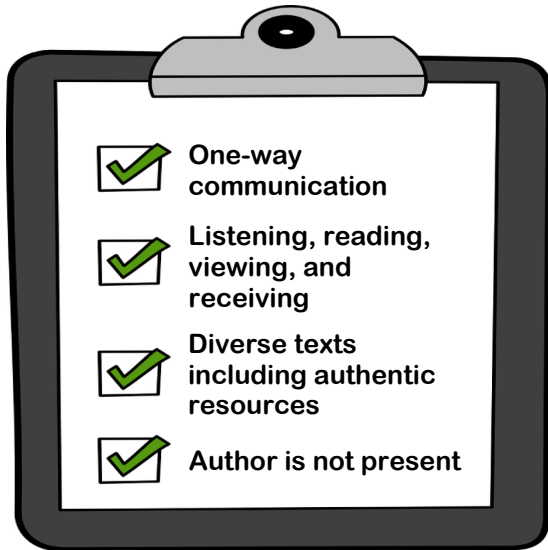 One-way
communication
Listening, reading,
viewing, and
receiving
Diverse texts
including authentic
resources
Author is not present